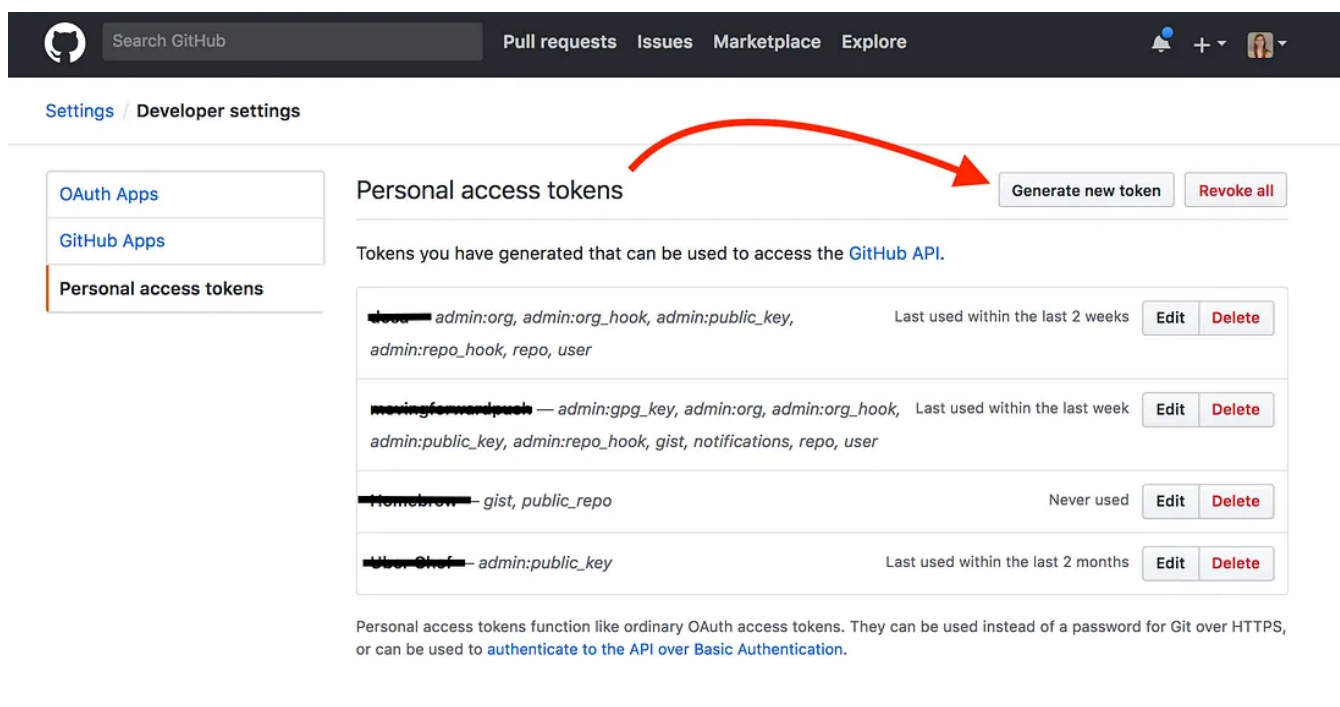 Search GitHub
Pull requests Issues Marketplace Explore
Settings / Developer settings
OAuth Apps
GitHub Apps
Personal access tokens
Personal access tokens
Generate new token
Revoke all
Tokens you have generated that can be used to access the GitHub API.
— admin:org, admin:org_hook, admin:public_key,
admin:repo_hook, repo, user
Last used within the last 2 weeks
Edit Delete
— admin:gpg_key, admin:org, admin:org_hook,
admin:public_key, admin:repo_hook, gist, notifications, repo, user
Last used within the last week
Edit Delete
— gist, public_repo
Never used
Edit Delete
— admin:public_key
Last used within the last 2 months
Edit Delete
Personal access tokens function like ordinary OAuth access tokens. They can be used instead of a password for Git over HTTPS,
or can be used to authenticate to the API over Basic Authentication.